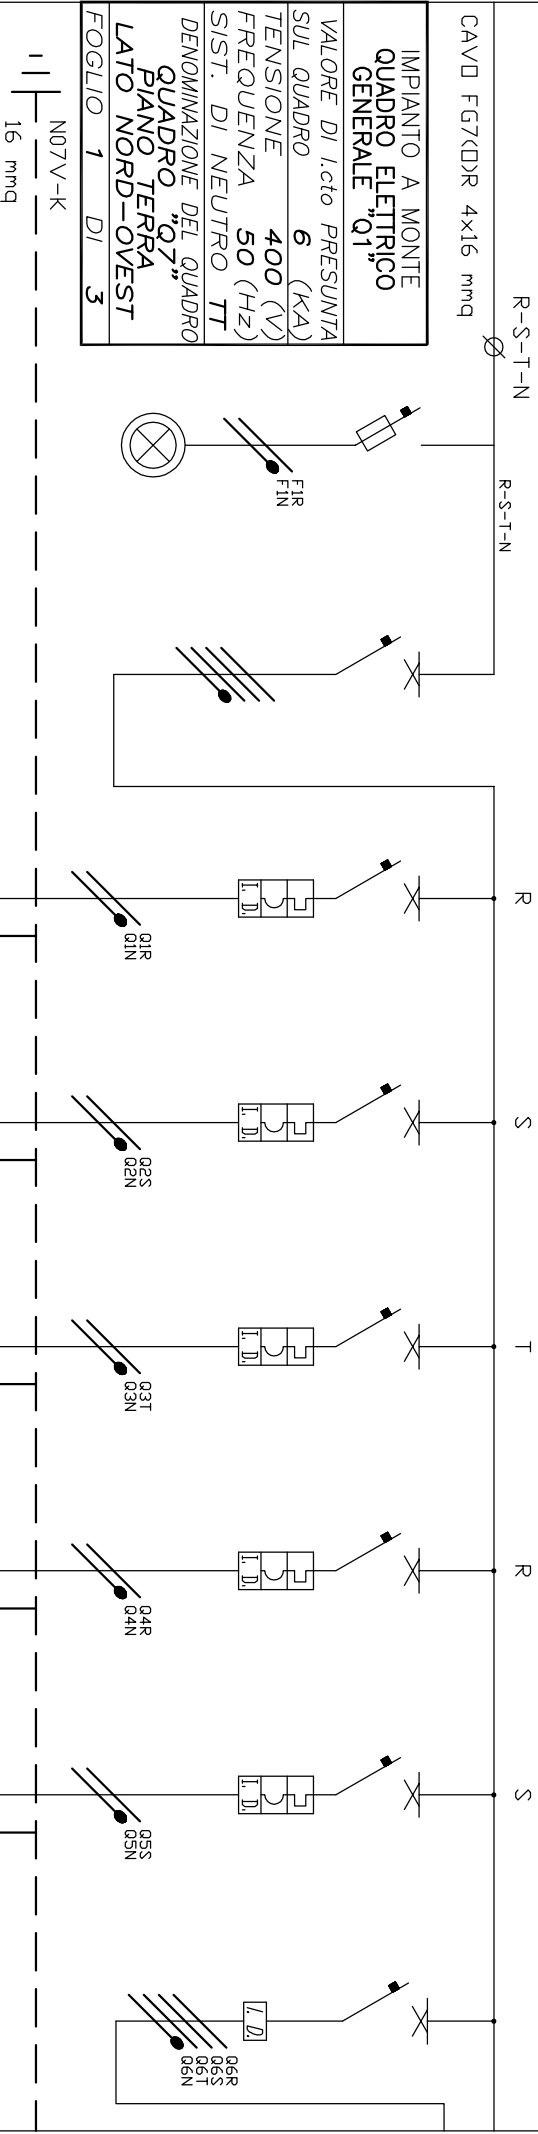 R-S-T-N
CAVO FG7(O)R 4x16 mmq
R-S-T-N
IMPIANTO A MONTE
QUADRO ELETTRICO
GENERALE "Q1"
VALORE DI I.cto PRESUNTA
SUL QUADRO 6 (KA)
TENSIONE 400 (V)
FREQUENZA 50 (Hz)
SIST. DI NEUTRO TT
DENOMINAZIONE DEL QUADRO
QUADRO "Q7"
PIANO TERRA
LATO NORD-OVEST
FOGLIO 1 DI 3
N07V-K
16 mmq
F1R
F1N
R
I. D.
Q1R
Q1N
S
I. D.
Q2S
Q2N
T
I. D.
Q3T
Q3N
R
I. D.
Q4R
Q4N
S
I. D.
Q5S
Q5N
I. D.
Q6R
Q6S
Q6T
Q6N